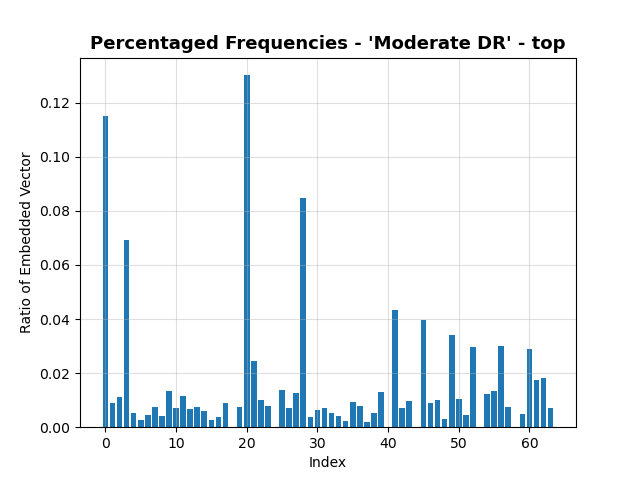 Percentaged Frequencies - 'Moderate DR' - top
Ratio of Embedded Vector
0.12
0.10
0.08
0.06
0.04
0.02
0.00
0 10 20 30 40 50 60
Index